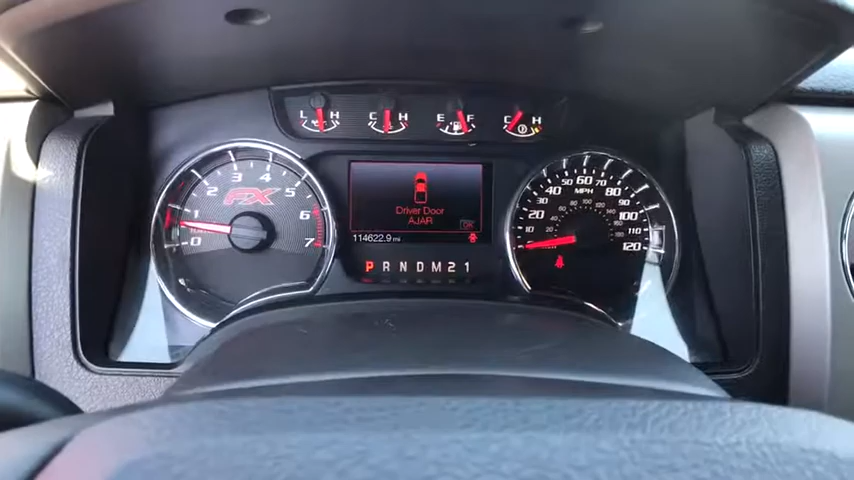 L H C H E F C H
0 1 2 3 4 5 6 7
FX
Driver Door
AJAR
OK
114622.9 mi
P R N D M 2 1
10 20 30 40 50 60 70 80 90 100 110 120
MPH